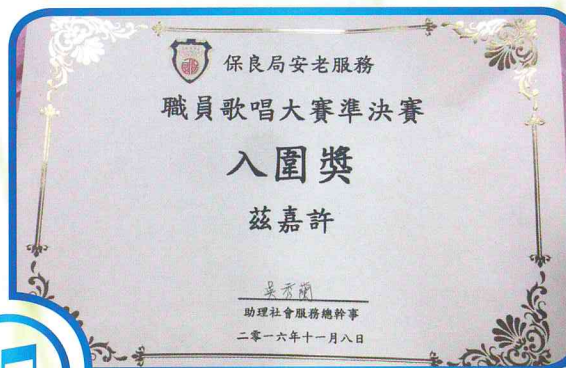 保良局安老服務
職員歌唱大賽準決賽
入圍獎
茲嘉許
吳秀蘭
助理社會服務總幹事
二零一六年十一月八日